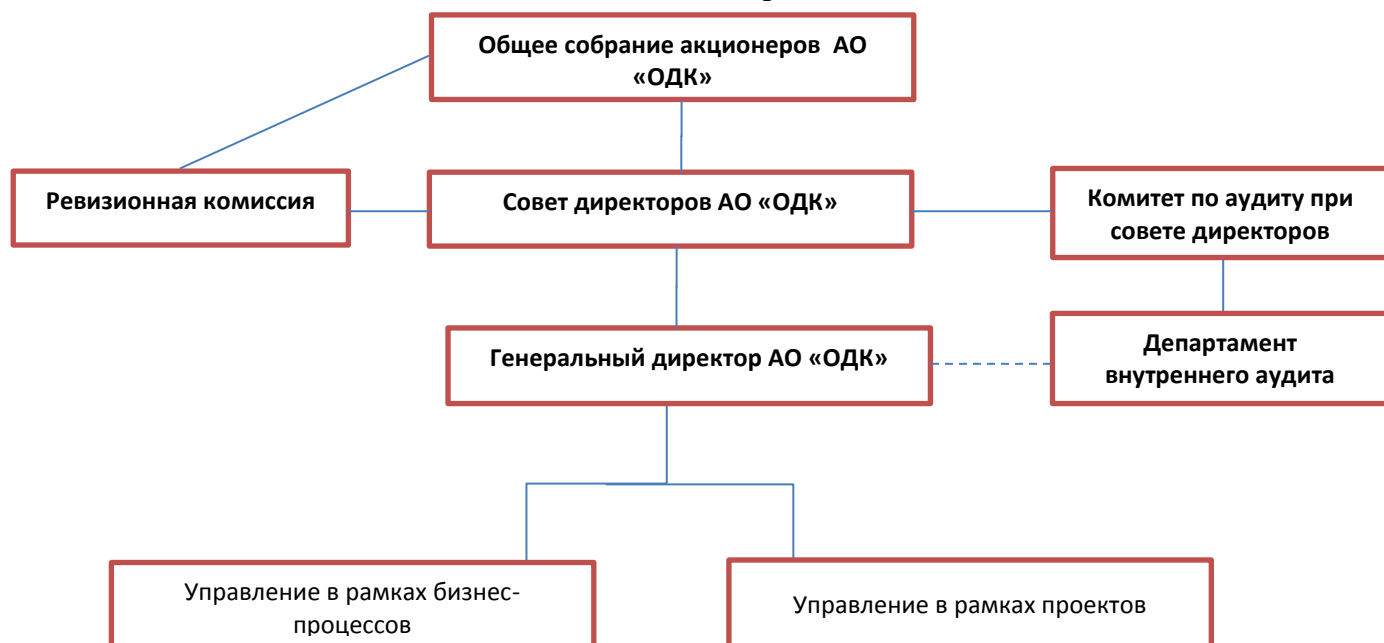 Общее собрание акционеров АО
«ОДК»
Ревизионная комиссия
Совет директоров АО «ОДК»
Комитет по аудиту при
совете директоров
Генеральный директор АО «ОДК»
Департамент
внутреннего аудита
Управление в рамках бизнес-
процессов
Управление в рамках проектов